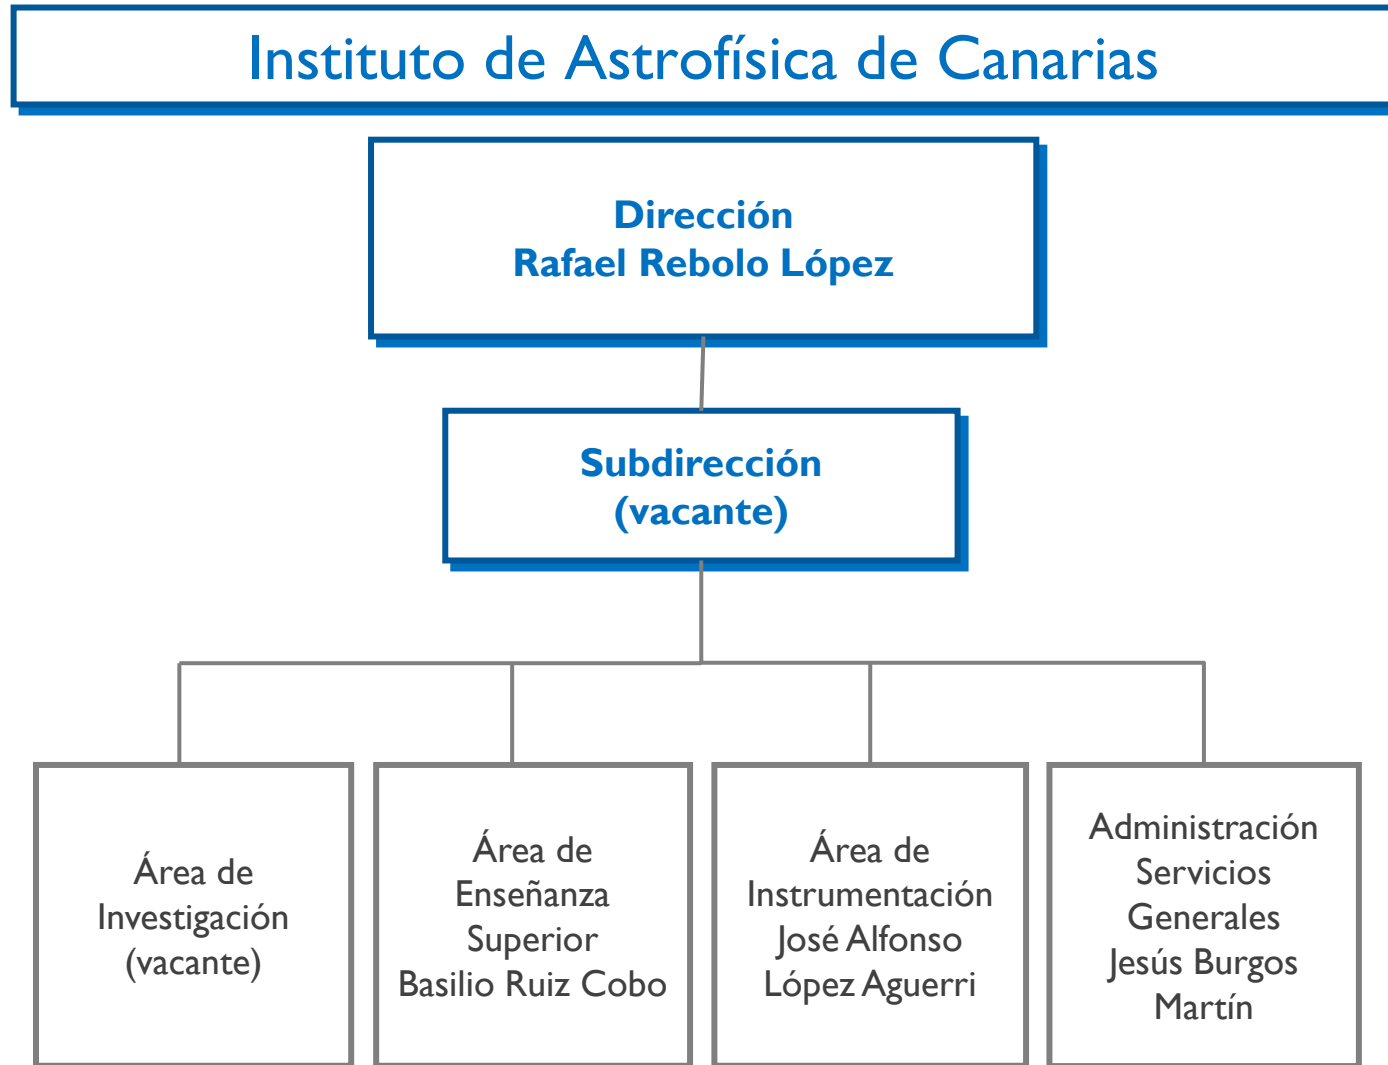 Instituto de Astrofísica de Canarias
Dirección
Rafael Rebolo López
Subdirección
(vacante)
Área de
Investigación
(vacante)
Área de
Enseñanza
Superior
Basilio Ruiz Cobo
Área de
Instrumentación
José Alfonso
López Aguerri
Administración
Servicios
Generales
Jesús Burgos
Martín